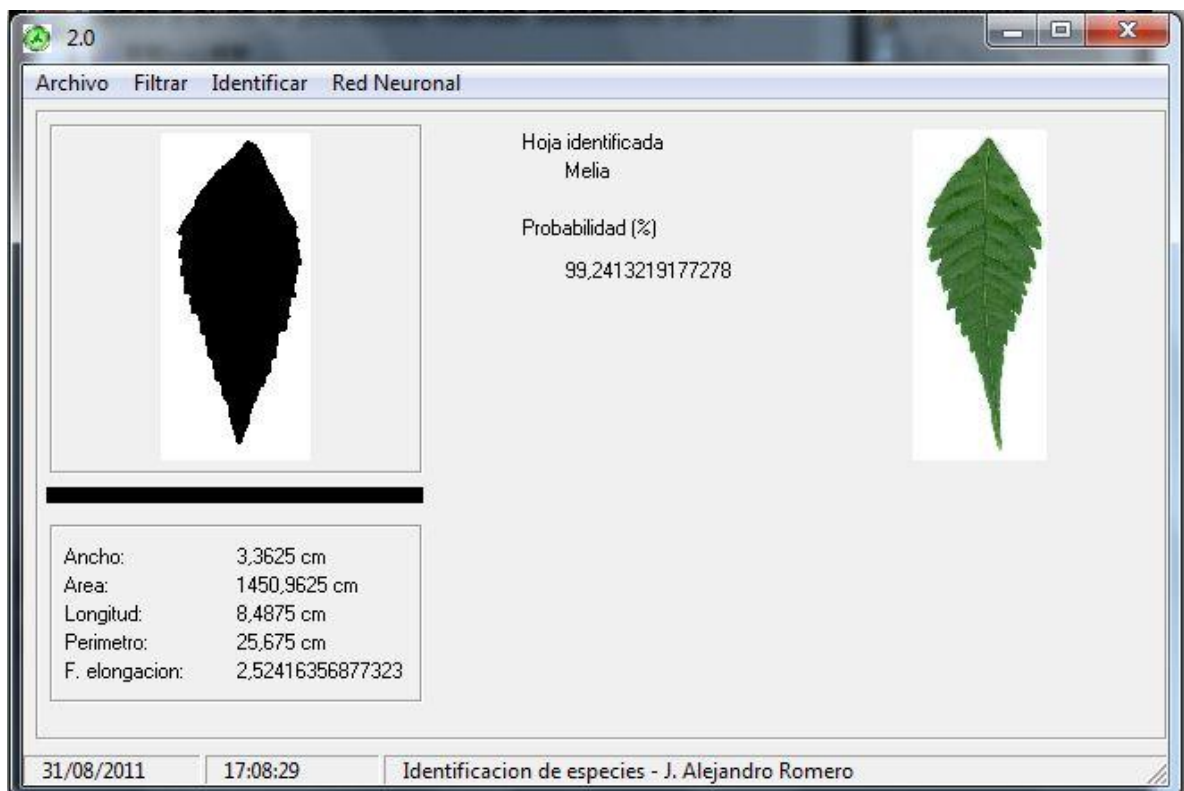 2.0
Archivo Filtrar Identificar Red Neuronal
Hoja identificada
Melia
Probabilidad (%)
99,2413219177278
Ancho: 3,3625 cm
Area: 1450,9625 cm
Longitud: 8,4875 cm
Perimetro: 25,675 cm
F. elongacion: 2,52416356877323
31/08/2011 17:08:29 Identificacion de especies - J. Alejandro Romero